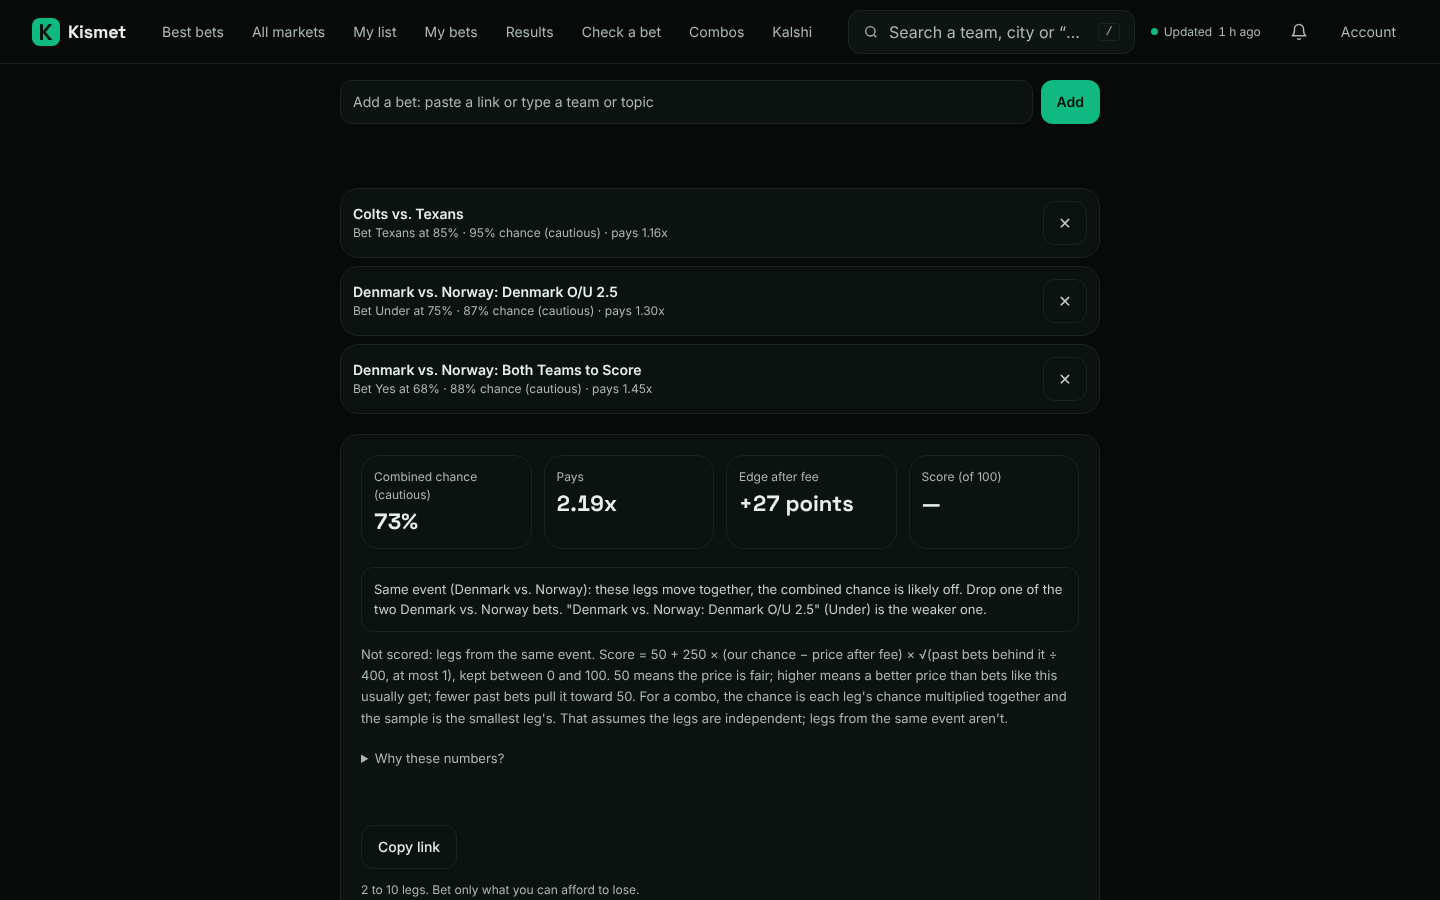 K Kismet Best bets All markets My list My bets Results Check a bet Combos Kalshi Search a team, city or “… / Updated 1 h ago Account
Add a bet: paste a link or type a team or topic Add
Colts vs. Texans
Bet Texans at 85% · 95% chance (cautious) · pays 1.16x
✕
Denmark vs. Norway: Denmark O/U 2.5
Bet Under at 75% · 87% chance (cautious) · pays 1.30x
✕
Denmark vs. Norway: Both Teams to Score
Bet Yes at 68% · 88% chance (cautious) · pays 1.45x
✕
Combined chance
(cautious)
73%
Pays
2.19x
Edge after fee
+27 points
Score (of 100)
—
Same event (Denmark vs. Norway): these legs move together, the combined chance is likely off. Drop one of the
two Denmark vs. Norway bets. "Denmark vs. Norway: Denmark O/U 2.5" (Under) is the weaker one.
Not scored: legs from the same event. Score = 50 + 250 × (our chance − price after fee) × √(past bets behind it ÷
400, at most 1), kept between 0 and 100. 50 means the price is fair; higher means a better price than bets like this
usually get; fewer past bets pull it toward 50. For a combo, the chance is each leg's chance multiplied together and
the sample is the smallest leg's. That assumes the legs are independent; legs from the same event aren't.
▶ Why these numbers?
Copy link
2 to 10 legs. Bet only what you can afford to lose.